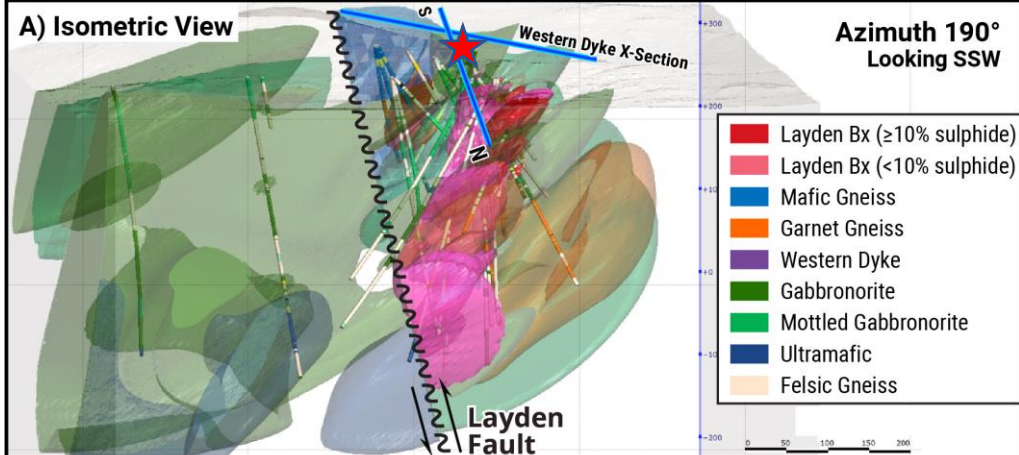 A) Isometric View
S
Western Dyke X-Section
N
Azimuth 190°
Looking SSW
+300
+200
+10
+0
-10
-200
Layden Bx (≥10% sulphide)
Layden Bx (<10% sulphide)
Mafic Gneiss
Garnet Gneiss
Western Dyke
Gabbronorite
Mottled Gabbronorite
Ultramafic
Felsic Gneiss
Layden
Fault
0 50 100 150 200